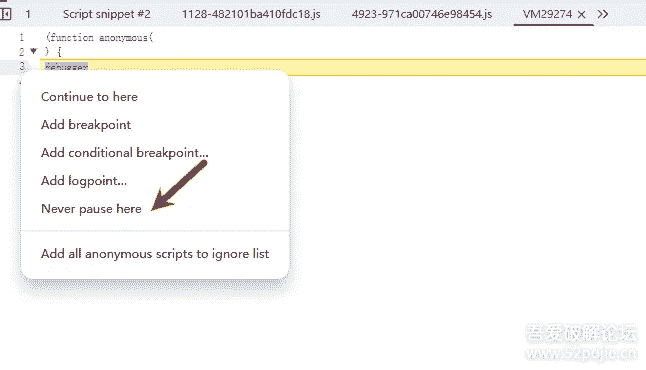 1 Script snippet #2 1128-482101ba410fdc18.js 4923-971ca00746e98454.js VM29274
1 (function anonymous(
2 ) {
3 debugger
Continue to here
Add breakpoint
Add conditional breakpoint...
Add logpoint...
Never pause here
Add all anonymous scripts to ignore list
吾爱破解论坛
www.52pojie.cn